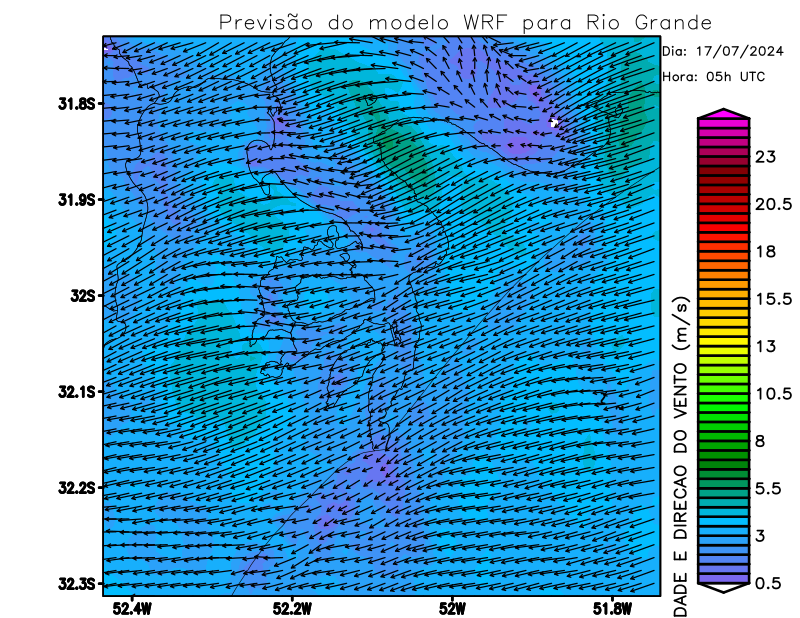 Previsão do modelo WRF para Rio Grande
Dia: 17/07/2024
Hora: 05h UTC
31.8S
31.9S
32S
32.1S
32.2S
32.3S
52.4W
52.2W
52W
51.8W
23
20.5
18
15.5
13
10.5
8
5.5
3
0.5
DADE E DIRECAO DO VENTO (m/s)